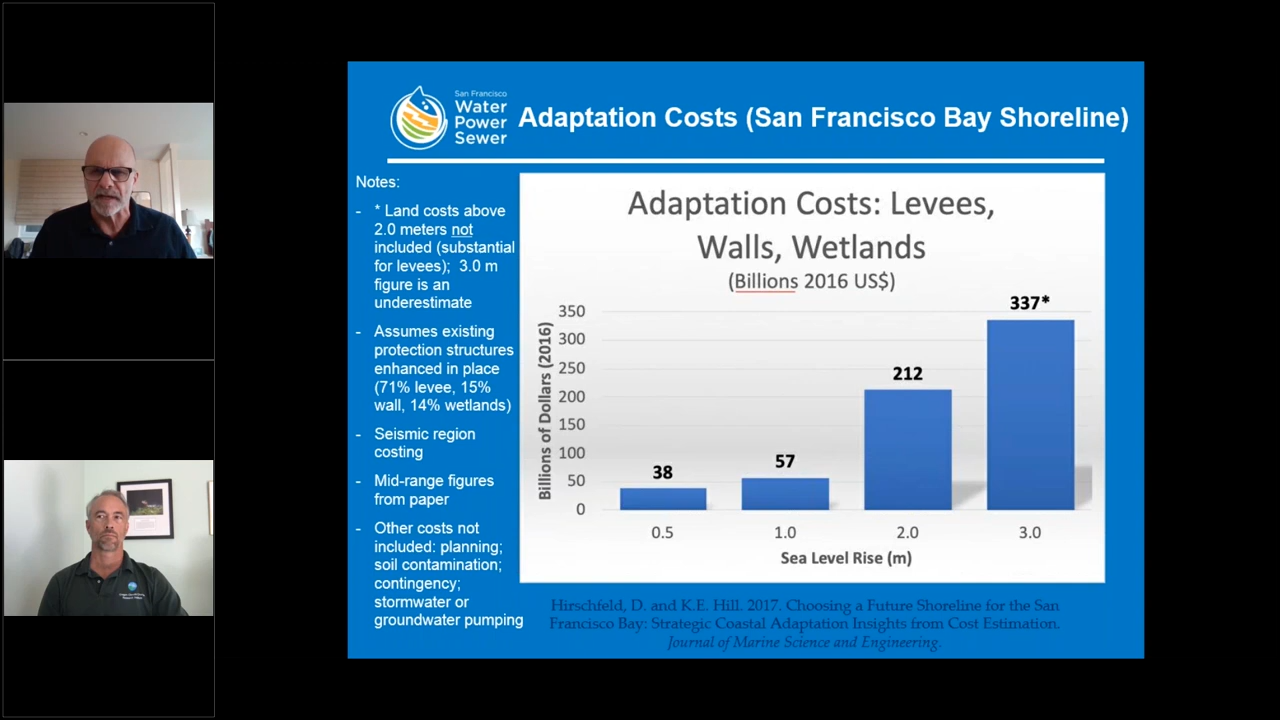 San Francisco
Water
Power
Sewer
Adaptation Costs (San Francisco Bay Shoreline)
Notes:
- * Land costs above
2.0 meters not
included (substantial
for levees); 3.0 m
figure is an
underestimate
- Assumes existing
protection structures
enhanced in place
(71% levee, 15%
wall, 14% wetlands)
- Seismic region
costing
- Mid-range figures
from paper
- Other costs not
included: planning;
soil contamination;
contingency;
stormwater or
groundwater pumping
Adaptation Costs: Levees,
Walls, Wetlands
(Billions 2016 US$)
Billions of Dollars (2016)
350
300
250
200
150
100
50
0
38
57
212
337*
0.5 1.0 2.0 3.0
Sea Level Rise (m)
Hirschfeld, D. and K.E. Hill. 2017. Choosing a Future Shoreline for the San
Francisco Bay: Strategic Coastal Adaptation Insights from Cost Estimation.
Journal of Marine Science and Engineering.